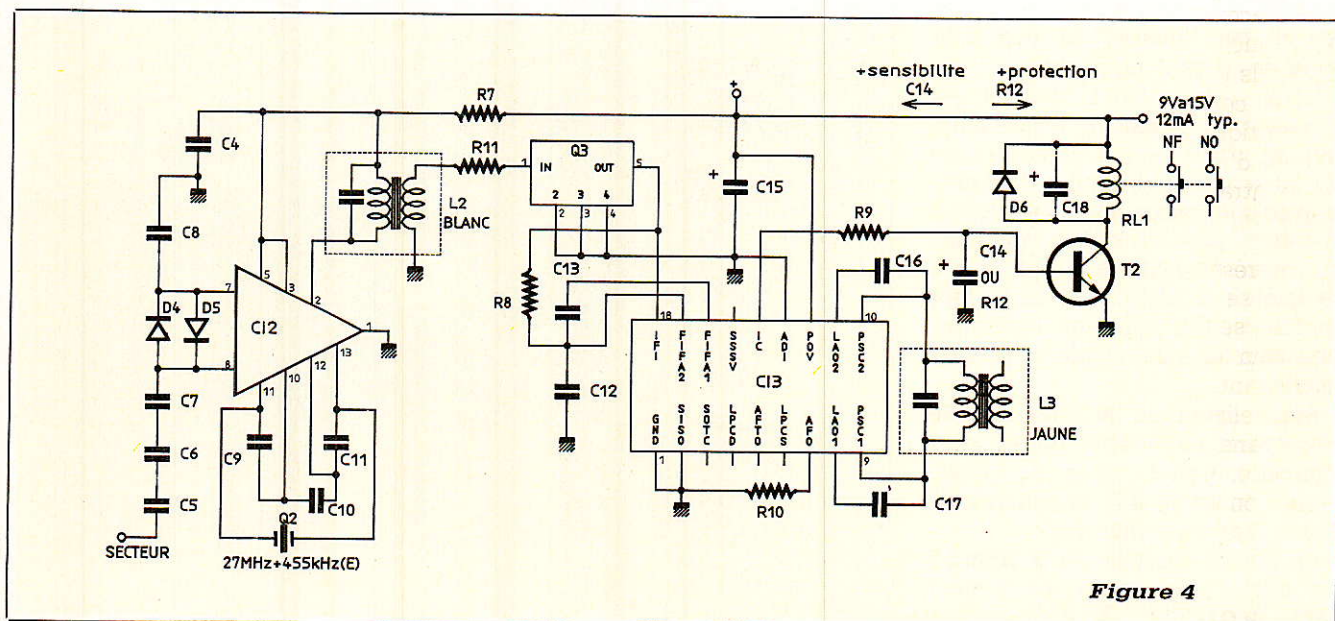 +sensibilite +protection
C14 R12
+
R7
9Va15V
12mA typ.
NF NO
C4
R11
Q3
1 IN OUT 5
2 3 4
2 3 4
+ C15
D6
+ C18
RL1
L2
BLANC
C8
R9
C14
+
OU
R12
T2
C13
C16
R8
5
3
7
2
D4 D5
CI2
1
8
13
12
10
11
18
10
IFI FIFA2 FIFA1 SSSV IC ADI POV LAO2 PSC2
CI3
GND SISO SOTC LPCD AFTO LPCS AFO LAO1 PSC1
1
9
L3
JAUNE
C7
C6
C5
C9
C11
C10
C12
R10
C17
Q2
SECTEUR
27MHz+455kHz(E)
Figure 4